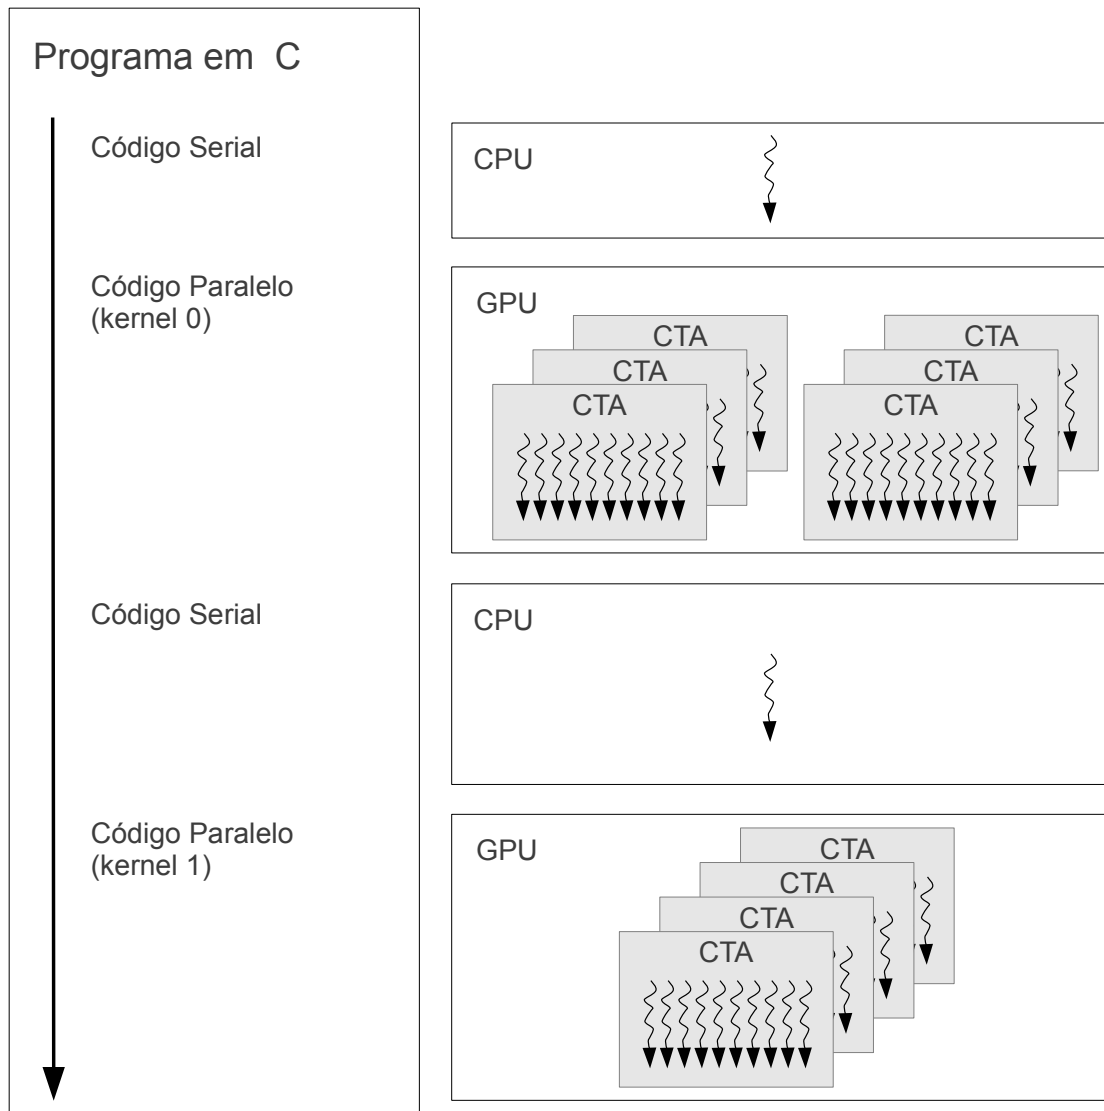 Programa em C
Código Serial
CPU
Código Paralelo
(kernel 0)
GPU
CTA
CTA
CTA
CTA
CTA
CTA
Código Serial
CPU
Código Paralelo
(kernel 1)
GPU
CTA
CTA
CTA
CTA